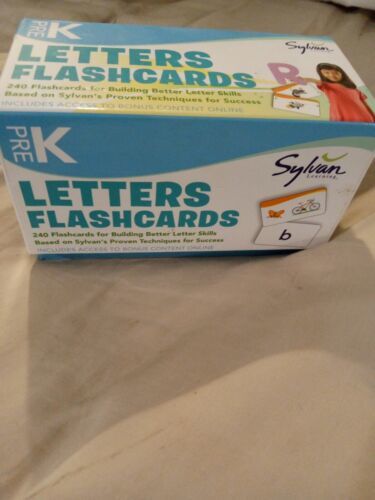 PRE K
LETTERS
FLASHCARDS
240 Flashcards for Building Better Letter Skills
Based on Sylvan's Proven Techniques for Success
INCLUDES ACCESS TO BONUS CONTENT ONLINE
Sylvan
B
PRE K
LETTERS
FLASHCARDS
240 Flashcards for Building Better Letter Skills
Based on Sylvan's Proven Techniques for Success
INCLUDES ACCESS TO BONUS CONTENT ONLINE
Sylvan
Learning
b